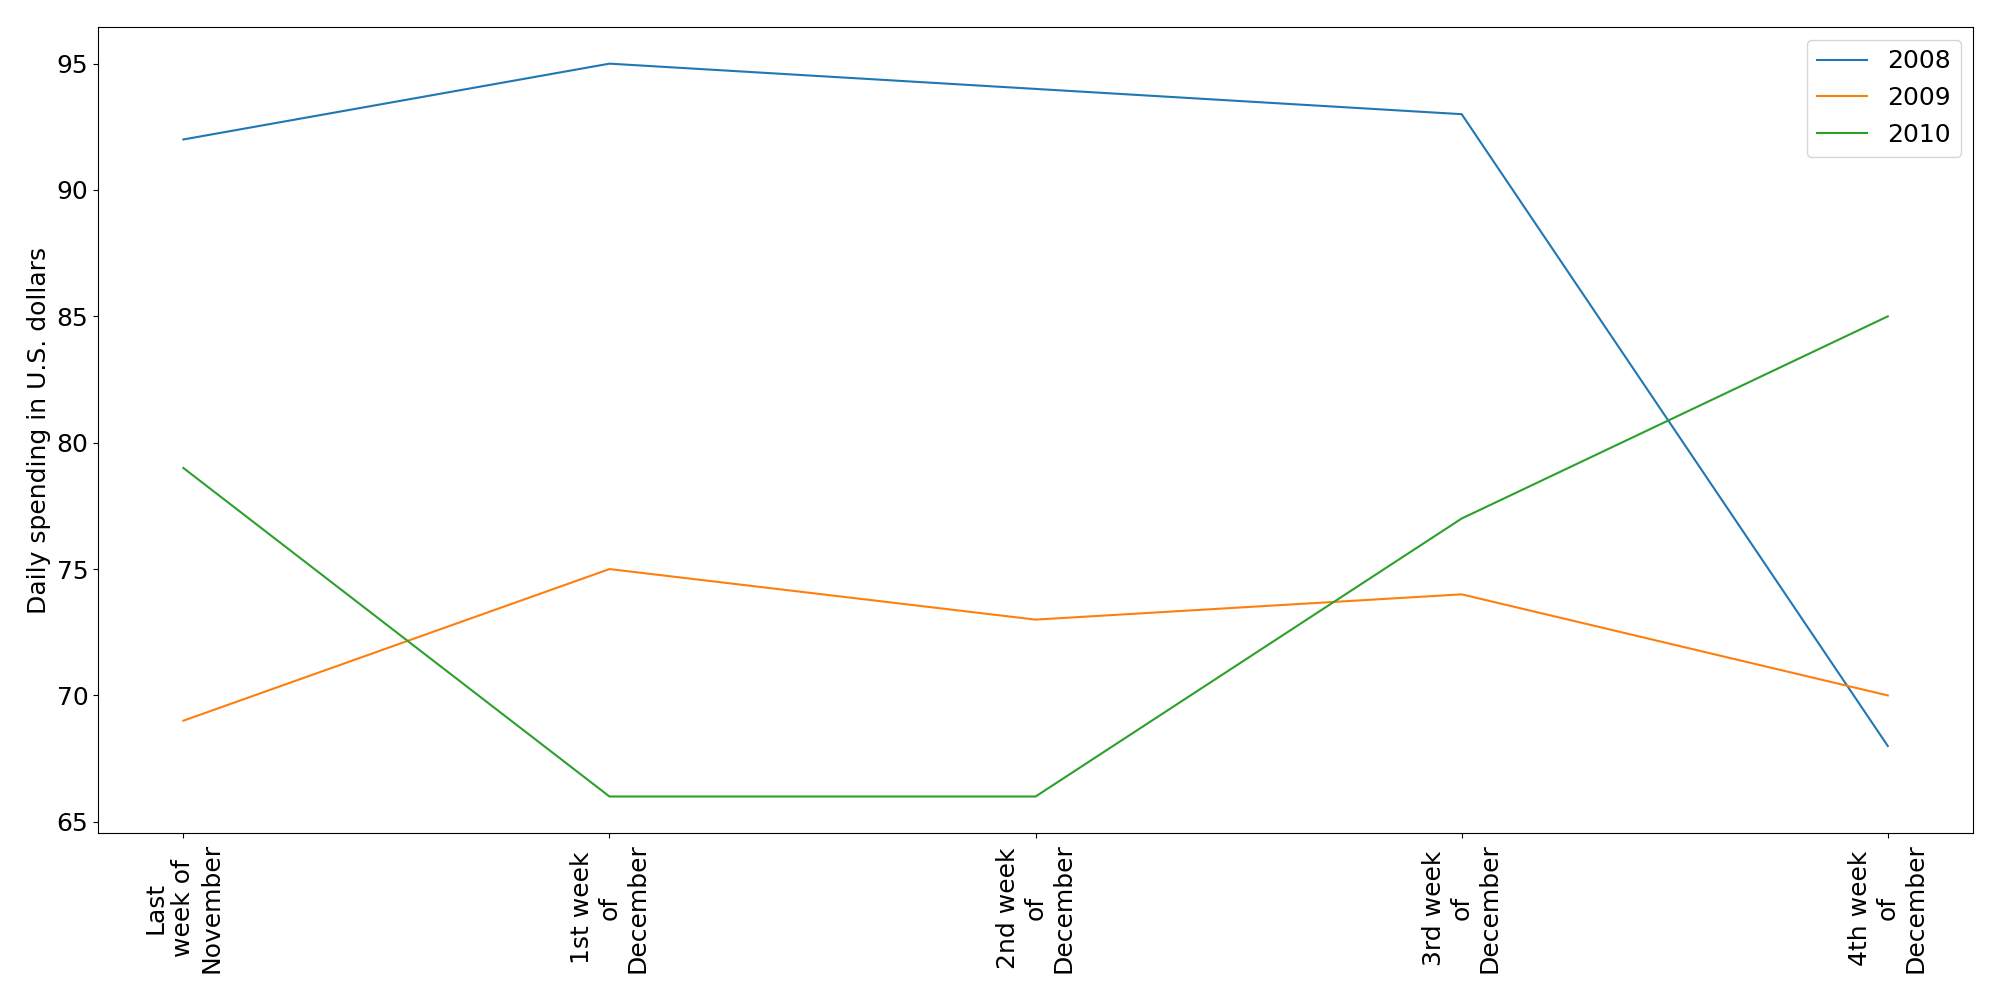 Daily spending in U.S. dollars
95
90
85
80
75
70
65
2008
2009
2010
Last
week of
November
1st week
of
December
2nd week
of
December
3rd week
of
December
4th week
of
December